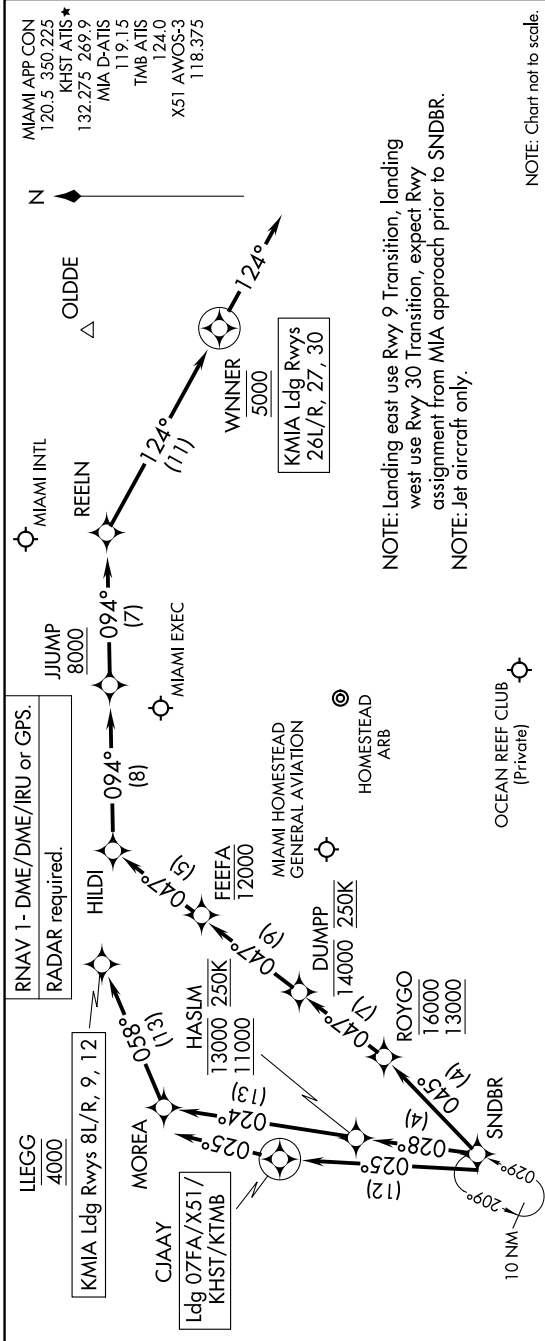 MIAMI APP CON
120.5 350.225
KHST ATIS★
132.275 269.9
MIA D-ATIS
119.15
TMB ATIS
124.0
X51 AWOS-3
118.375
RNAV 1 - DME/DME/IRU or GPS.
RADAR required.
N
LLEGG
4000
KMIA Ldg Rwys 8L/R, 9, 12
MOREA
058°
(13)
HILDI
094°
(8)
JJUMP
8000
094°
(7)
REELN
MIAMI INTL
OLDDE
124°
(11)
WNNER
5000
124°
KMIA Ldg Rwys
26L/R, 27, 30
MIAMI EXEC
CJAAY
Ldg 07FA/X51/
KHST/KTMB
025°
024°
(13)
HASLM
13000 250K
11000
047°
(5)
FEEFA
12000
047°
(9)
DUMPP
14000 250K
047°
(7)
ROYGO
16000
13000
045°
(4)
028°
(4)
025°
(12)
SNDBR
029°
209°
10 NM
MIAMI HOMESTEAD
GENERAL AVIATION
HOMESTEAD
ARB
OCEAN REEF CLUB
(Private)
NOTE: Landing east use Rwy 9 Transition, landing
west use Rwy 30 Transition, expect Rwy
assignment from MIA approach prior to SNDBR.
NOTE: Jet aircraft only.
NOTE: Chart not to scale.